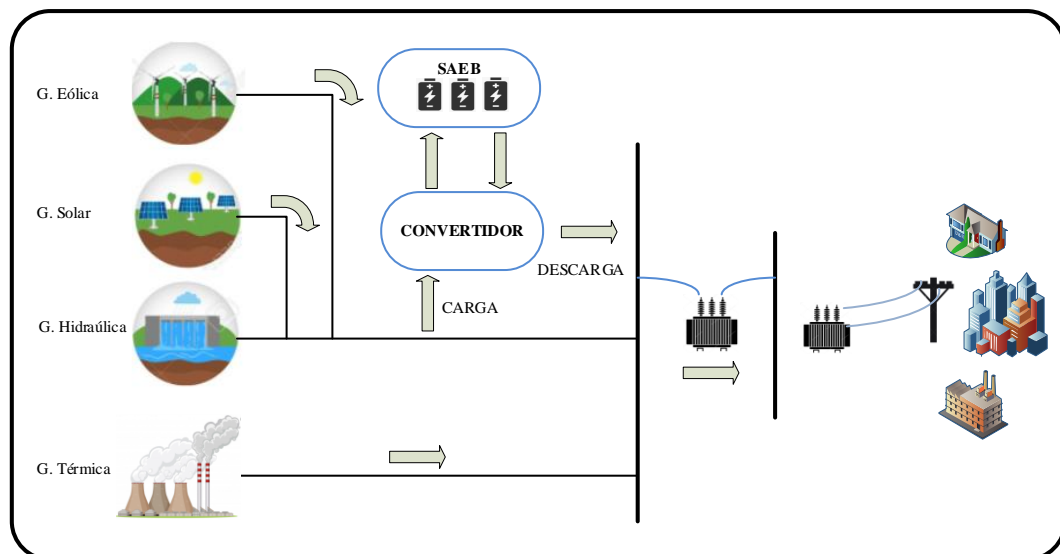 G. Eólica
SAEB
G. Solar
CONVERTIDOR
DESCARGA
CARGA
G. Hidraúlica
G. Térmica